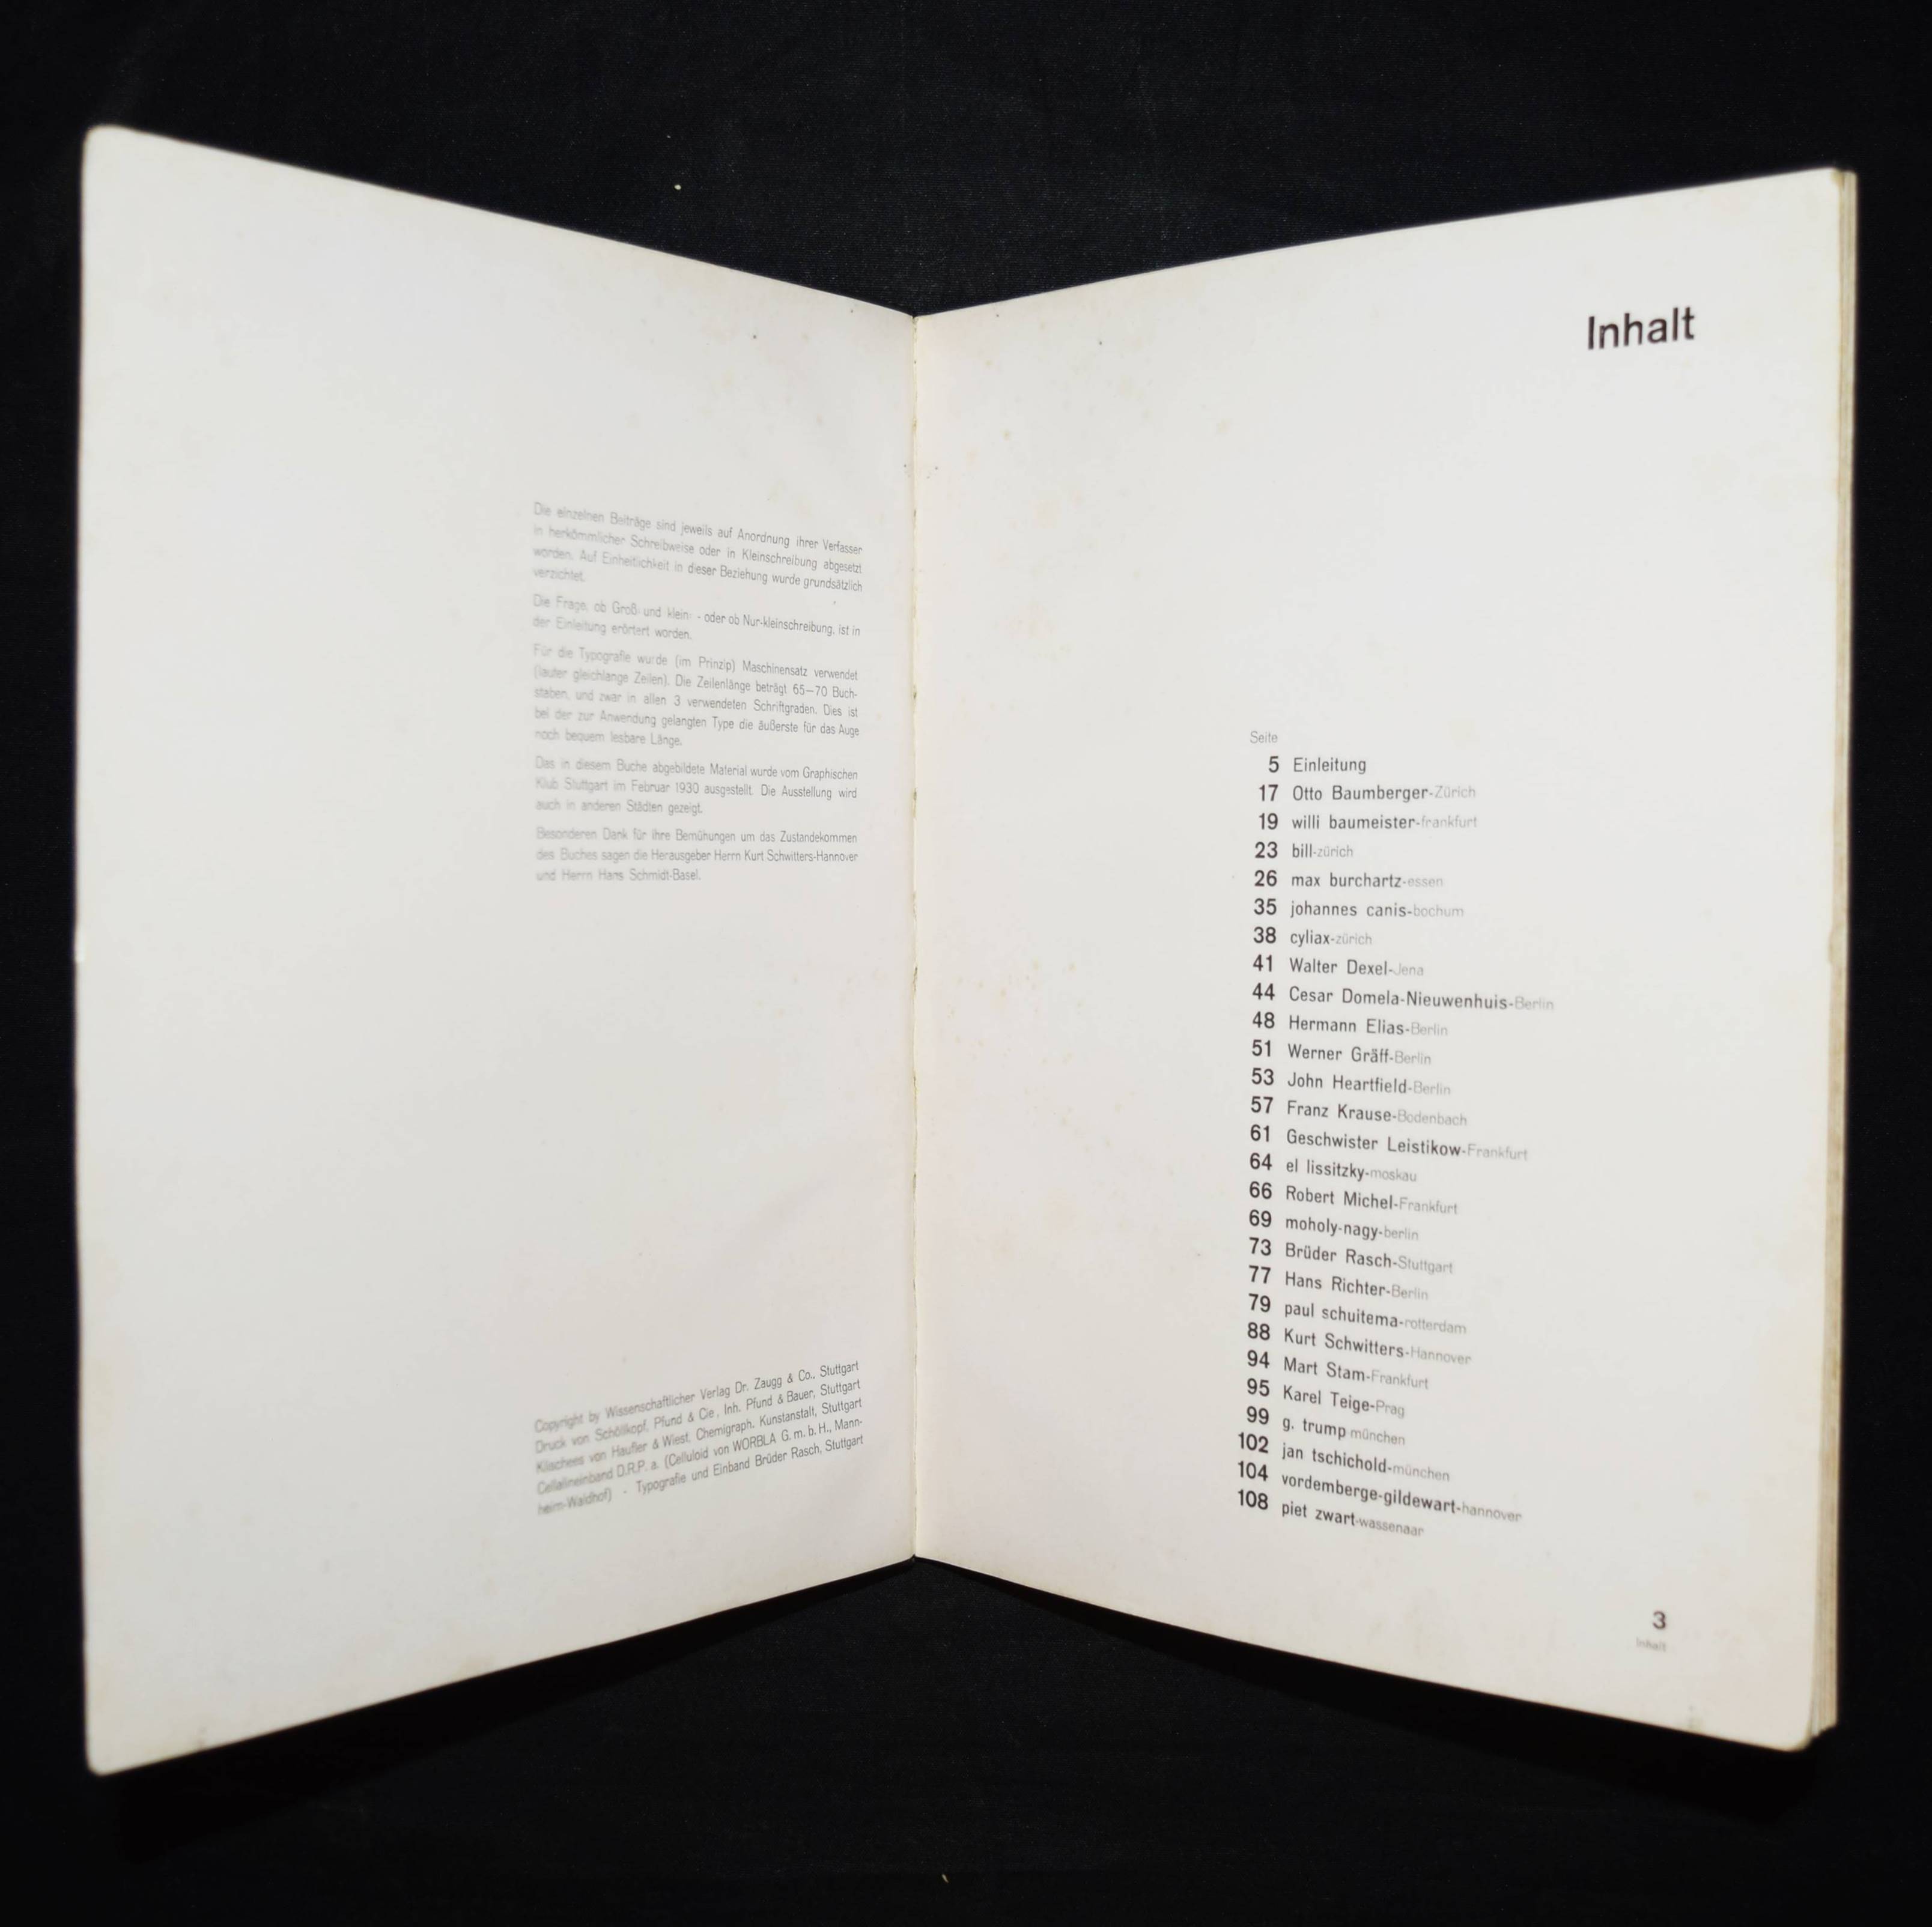 Die einzelnen Beiträge sind jeweils auf Anordnung ihrer Verfasser
in herkömmlicher Schreibweise oder in Kleinschreibung abgesetzt
worden. Auf Einheitlichkeit in dieser Beziehung wurde grundsätzlich
verzichtet.
Die Frage, ob Groß- und klein- - oder ob Nur-kleinschreibung, ist in
der Einleitung erörtert worden.
Für die Typografie wurde (im Prinzip) Maschinensatz verwendet
(lauter gleichlange Zeilen). Die Zeilenlänge beträgt 65—70 Buch-
staben, und zwar in allen 3 verwendeten Schriftgraden. Dies ist
bei der zur Anwendung gelangten Type die äußerste für das Auge
noch bequem lesbare Länge.
Das in diesem Buche abgebildete Material wurde vom Graphischen
Klub Stuttgart im Februar 1930 ausgestellt. Die Ausstellung wird
auch in anderen Städten gezeigt.
Besonderen Dank für ihre Bemühungen um das Zustandekommen
des Buches sagen die Herausgeber Herrn Kurt Schwitters-Hannover
und Herrn Hans Schmidt-Basel.
Copyright by Wissenschaftlicher Verlag Dr. Zaugg & Co., Stuttgart
Druck von Schöllkopf, Pfund & Cie., Inh. Pfund & Bauer, Stuttgart
Klischees von Haufler & Wiest, Chemigraph. Kunstanstalt, Stuttgart
Cellafineinband D.R.P. a. (Celluloid von WORBLA G. m. b. H., Mann-
heim-Waldhof) - Typografie und Einband Brüder Rasch, Stuttgart
Inhalt
Seite
5 Einleitung
17 Otto Baumberger-Zürich
19 willi baumeister-frankfurt
23 bill-zürich
26 max burchartz-essen
35 johannes canis-bochum
38 cyliax-zürich
41 Walter Dexel-Jena
44 Cesar Domela-Nieuwenhuis-Berlin
48 Hermann Elias-Berlin
51 Werner Gräff-Berlin
53 John Heartfield-Berlin
57 Franz Krause-Bodenbach
61 Geschwister Leistikow-Frankfurt
64 el lissitzky-moskau
66 Robert Michel-Frankfurt
69 moholy-nagy-berlin
73 Brüder Rasch-Stuttgart
77 Hans Richter-Berlin
79 paul schuitema-rotterdam
88 Kurt Schwitters-Hannover
94 Mart Stam-Frankfurt
95 Karel Teige-Prag
99 g. trump münchen
102 jan tschichold-münchen
104 vordemberge-gildewart-hannover
108 piet zwart-wassenaar
3
Inhalt